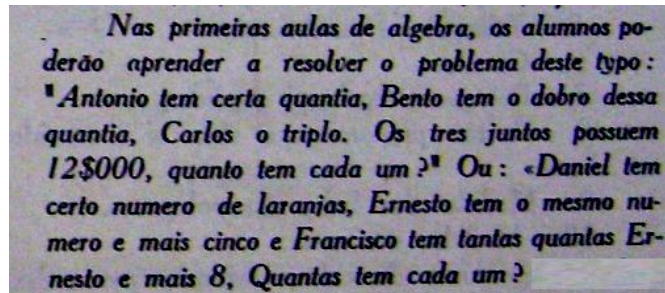 Nas primeiras aulas de algebra, os alumnos po-
derão aprender a resolver o problema deste typo:
"Antonio tem certa quantia, Bento tem o dobro dessa
quantia, Carlos o triplo. Os tres juntos possuem
12$000, quanto tem cada um?" Ou: «Daniel tem
certo numero de laranjas, Ernesto tem o mesmo nu-
mero e mais cinco e Francisco tem tantas quantas Er-
nesto e mais 8, Quantas tem cada um?